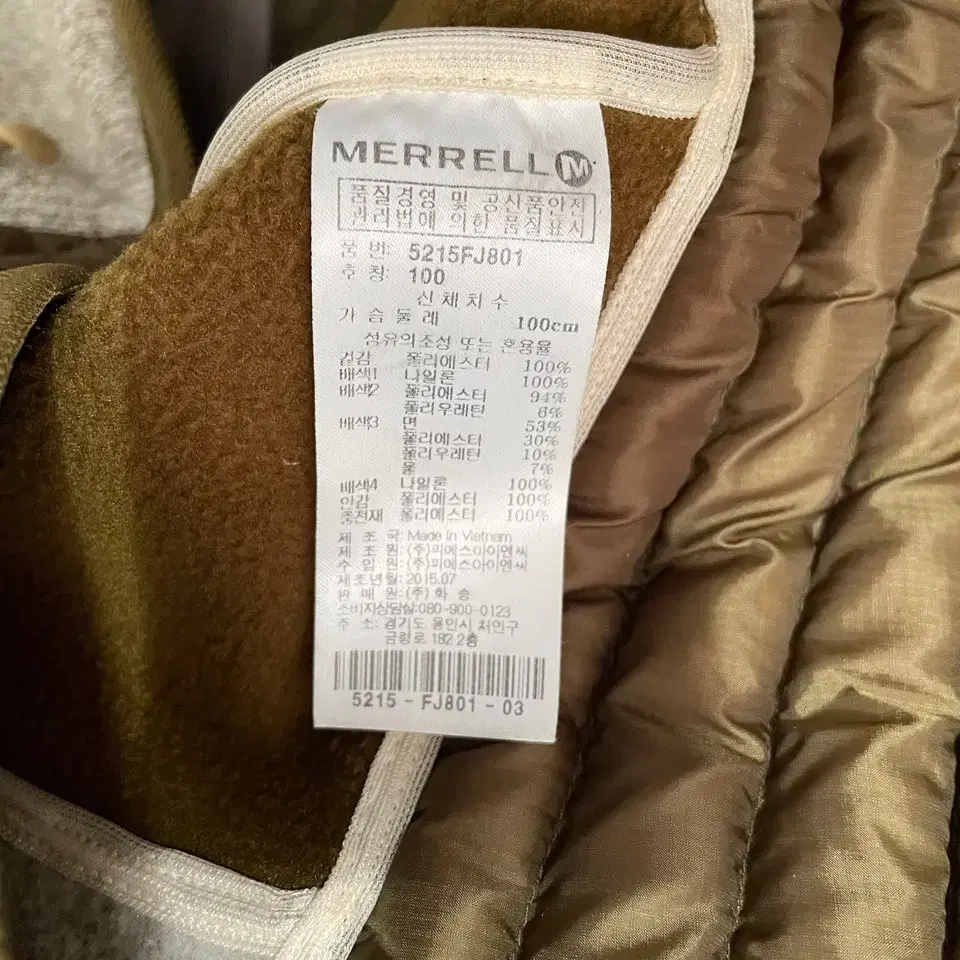 MERRELL M
품질경영 및 공산품안전
관리법에 의한 품질표시
품 번: 5215FJ801
호 칭: 100
신체치수
가 슴 둘 레 100cm
섬유의조성 또는 혼용율
겉감 폴리에스터 100%
배색1 나일론 100%
배색2 폴리에스터 94%
폴리우레탄 6%
배색3 면 53%
폴리에스터 30%
폴리우레탄 10%
울 7%
배색4 나일론 100%
안감 폴리에스터 100%
충전재 폴리에스터 100%
제 조 국: Made In Vietnam
제 조 원: (주)피에스아이엔씨
수 입 원: (주)피에스아이엔씨
제조년월: 2015.07
판 매 원: (주) 화 승
소비자상담실:080-900-0123
주 소: 경기도 용인시 처인구
금령로 182.2층
5215 - FJ801 - 03